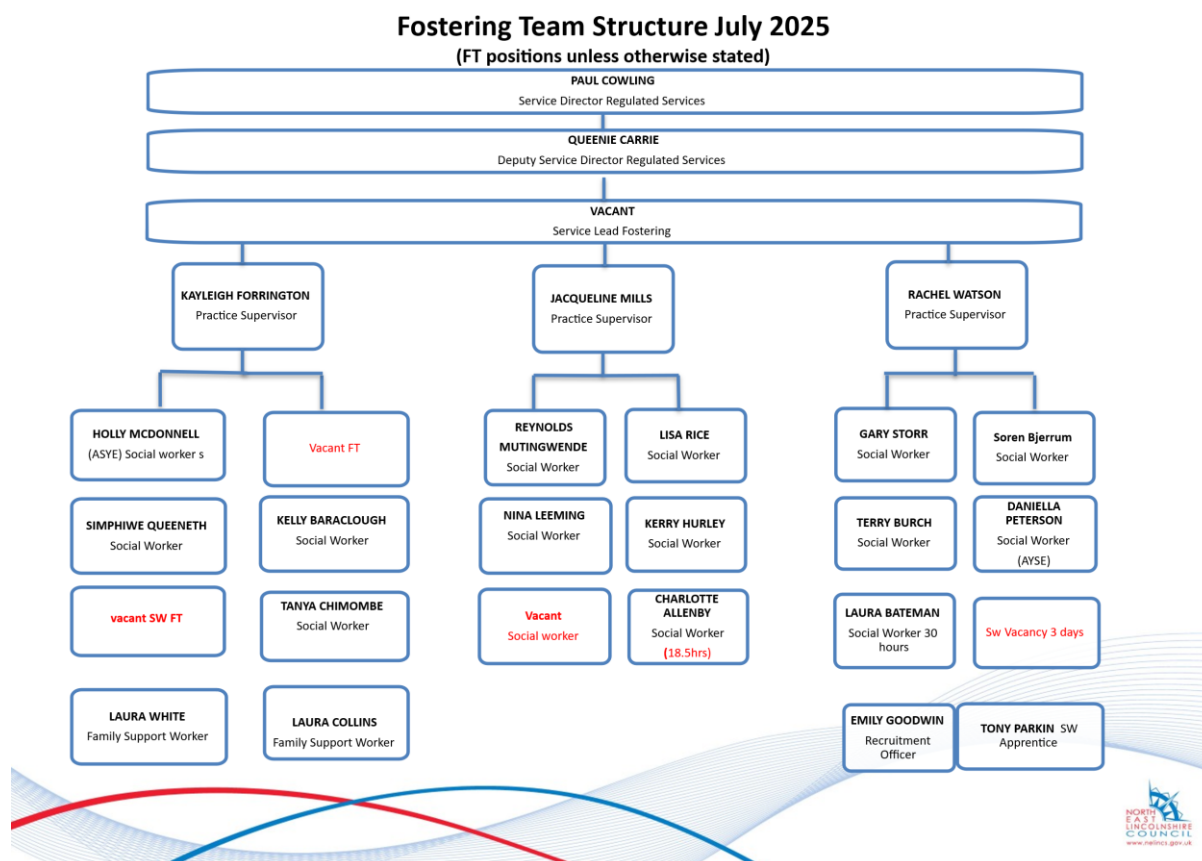 Fostering Team Structure July 2025
(FT positions unless otherwise stated)
PAUL COWLING
Service Director Regulated Services
QUEENIE CARRIE
Deputy Service Director Regulated Services
VACANT
Service Lead Fostering
KAYLEIGH FORRINGTON
Practice Supervisor
JACQUELINE MILLS
Practice Supervisor
RACHEL WATSON
Practice Supervisor
HOLLY MCDONNELL
(ASYE) Social worker s
Vacant FT
SIMPHIWE QUEENETH
Social Worker
KELLY BARACLOUGH
Social Worker
vacant SW FT
TANYA CHIMOMBE
Social Worker
LAURA WHITE
Family Support Worker
LAURA COLLINS
Family Support Worker
REYNOLDS
MUTINGWENDE
Social Worker
LISA RICE
Social Worker
NINA LEEMING
Social Worker
KERRY HURLEY
Social Worker
Vacant
Social worker
CHARLOTTE
ALLENBY
Social Worker
(18.5hrs)
GARY STORR
Social Worker
Soren Bjerrum
Social Worker
TERRY BURCH
Social Worker
DANIELLA
PETERSON
Social Worker
(AYSE)
LAURA BATEMAN
Social Worker 30
hours
Sw Vacancy 3 days
EMILY GOODWIN
Recruitment
Officer
TONY PARKIN SW
Apprentice
NORTH
EAST
LINCOLNSHIRE
COUNCIL
www.nelincs.gov.uk